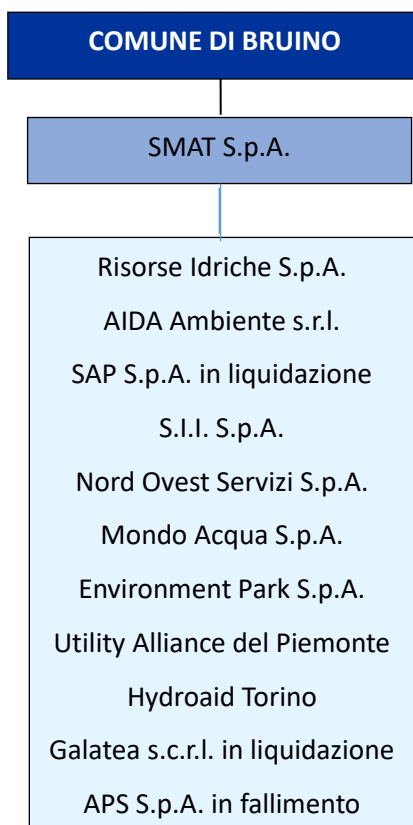 COMUNE DI BRUINO
SMAT S.p.A.
Risorse Idriche S.p.A.
AIDA Ambiente s.r.l.
SAP S.p.A. in liquidazione
S.I.I. S.p.A.
Nord Ovest Servizi S.p.A.
Mondo Acqua S.p.A.
Environment Park S.p.A.
Utility Alliance del Piemonte
Hydroaid Torino
Galatea s.c.r.l. in liquidazione
APS S.p.A. in fallimento